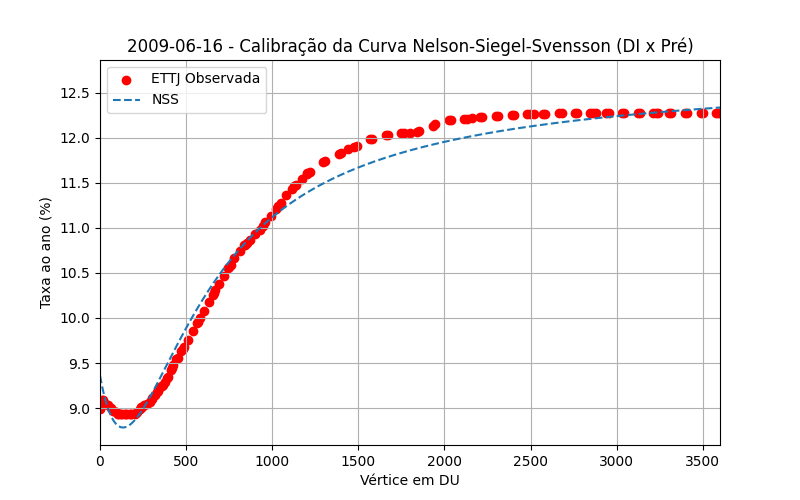 2009-06-16 - Calibração da Curva Nelson-Siegel-Svensson (DI x Pré)
ETTJ Observada
NSS
Taxa ao ano (%)
12.5
12.0
11.5
11.0
10.5
10.0
9.5
9.0
0 500 1000 1500 2000 2500 3000 3500
Vértice em DU